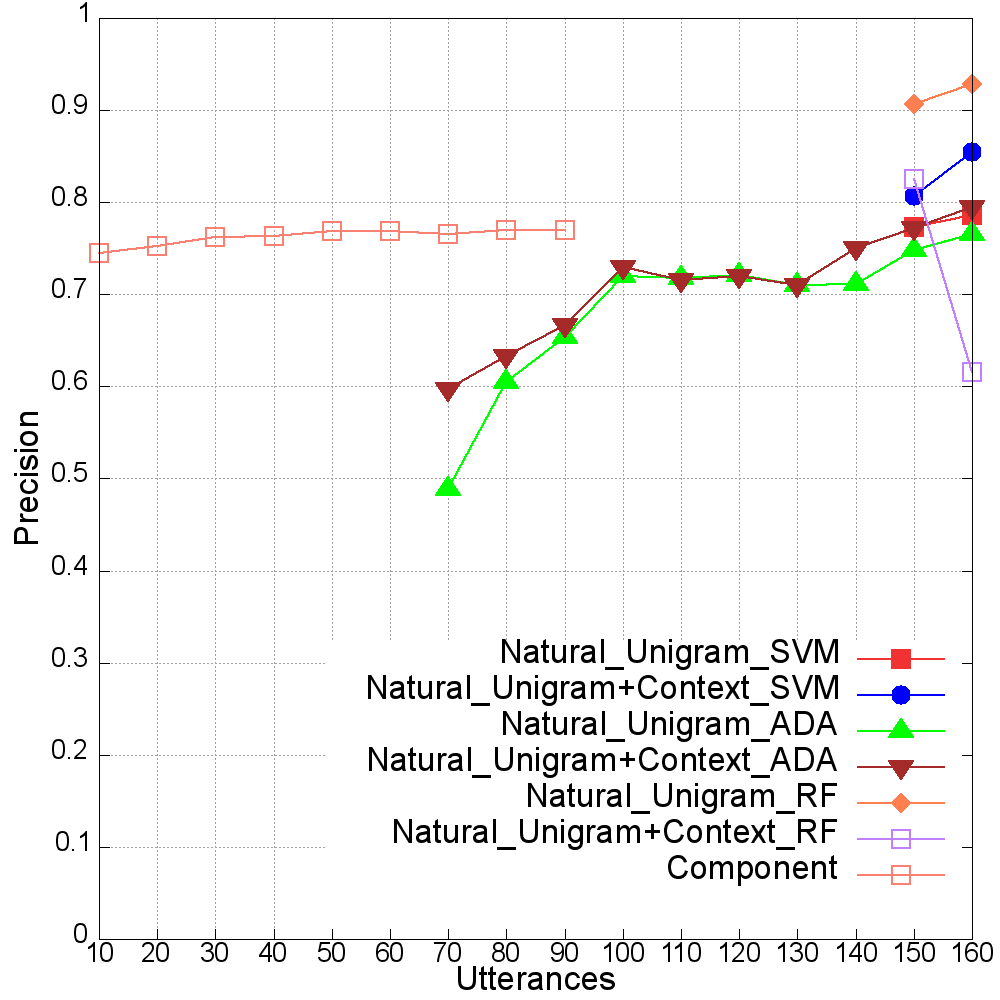 1
0.9
0.8
0.7
0.6
0.5
0.4
0.3
0.2
0.1
0
Precision
Natural_Unigram_SVM
Natural_Unigram+Context_SVM
Natural_Unigram_ADA
Natural_Unigram+Context_ADA
Natural_Unigram_RF
Natural_Unigram+Context_RF
Component
10 20 30 40 50 60 70 80 90 100 110 120 130 140 150 160
Utterances